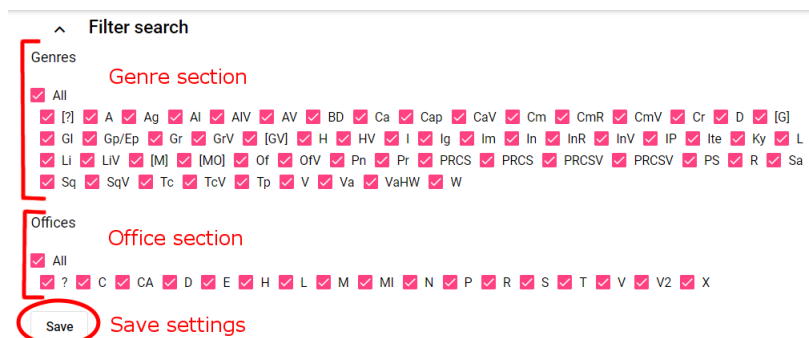 Filter search
Genres
Genre section
All
[?] A Ag Al AlV AV BD Ca Cap CaV Cm CmR CmV Cr D [G]
Gl Gp/Ep Gr GrV [GV] H HV I Ig Im In InR InV IP Ite Ky L
Li LiV [M] [MO] Of OfV Pn Pr PRCS PRCS PRCSV PRCSV PS R Sa
Sq SqV Tc TcV Tp V Va VaHW W
Offices
Office section
All
? C CA D E H L M MI N P R S T V V2 X
Save Save settings